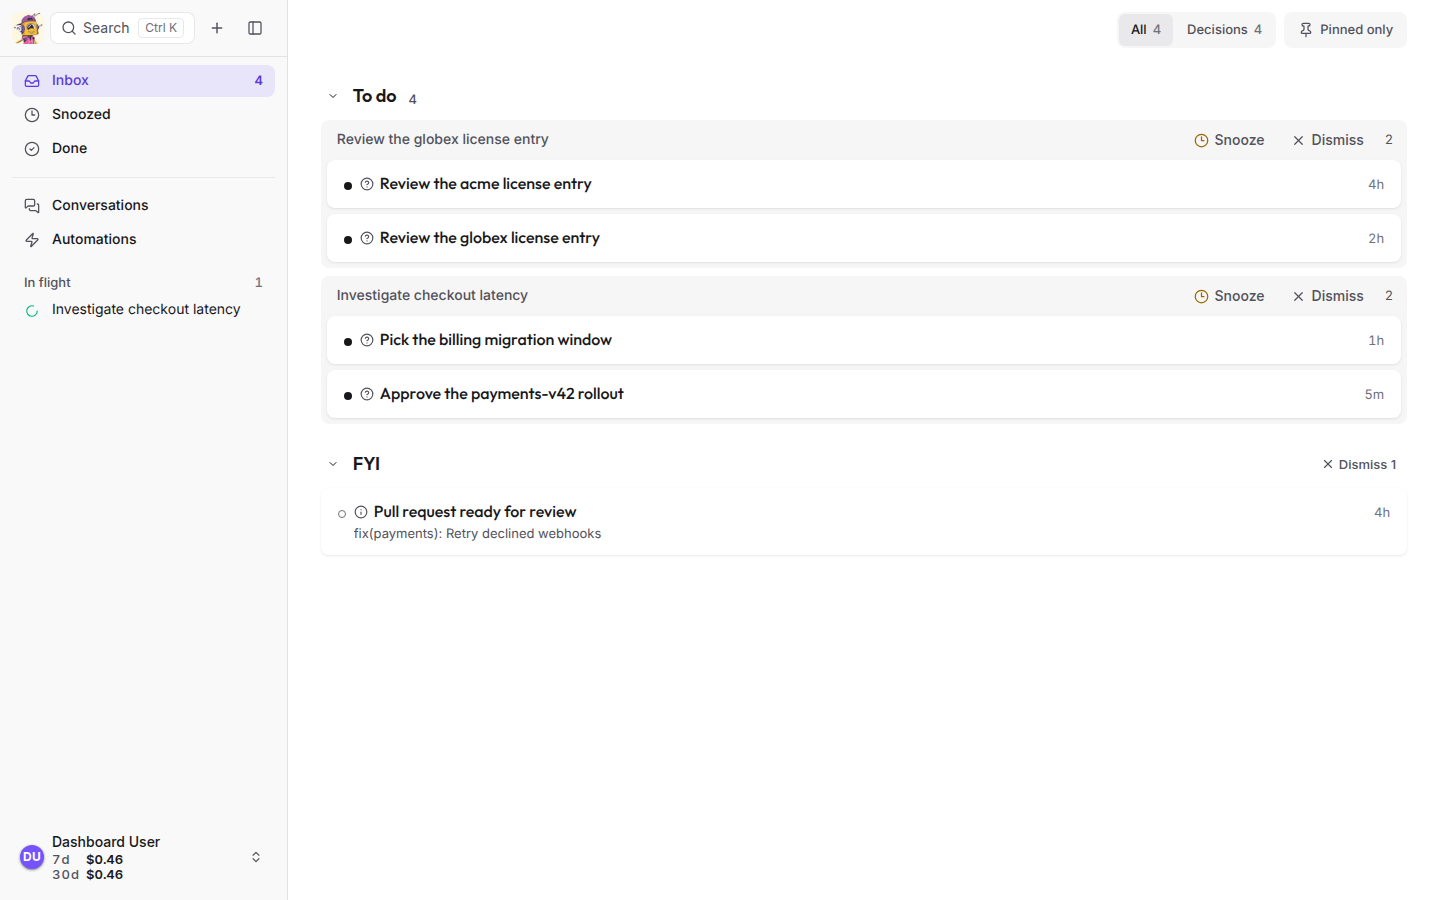 Search Ctrl K
Inbox 4
Snoozed
Done
Conversations
Automations
In flight 1
Investigate checkout latency
DU
Dashboard User
7d $0.46
30d $0.46
All 4 Decisions 4 Pinned only
To do 4
Review the globex license entry Snooze Dismiss 2
Review the acme license entry 4h
Review the globex license entry 2h
Investigate checkout latency Snooze Dismiss 2
Pick the billing migration window 1h
Approve the payments-v42 rollout 5m
FYI Dismiss 1
Pull request ready for review 4h
fix(payments): Retry declined webhooks